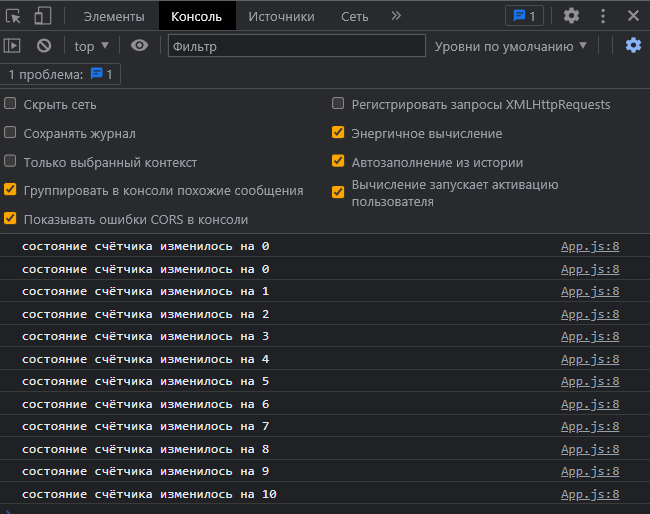 Элементы Консоль Источники Сеть 1
top Фильтр Уровни по умолчанию
1 проблема: 1
Скрыть сеть
Регистрировать запросы XMLHttpRequests
Сохранять журнал
Энергичное вычисление
Только выбранный контекст
Автозаполнение из истории
Группировать в консоли похожие сообщения
Вычисление запускает активацию
пользователя
Показывать ошибки CORS в консоли
состояние счётчика изменилось на 0 App.js:8
состояние счётчика изменилось на 0 App.js:8
состояние счётчика изменилось на 1 App.js:8
состояние счётчика изменилось на 2 App.js:8
состояние счётчика изменилось на 3 App.js:8
состояние счётчика изменилось на 4 App.js:8
состояние счётчика изменилось на 5 App.js:8
состояние счётчика изменилось на 6 App.js:8
состояние счётчика изменилось на 7 App.js:8
состояние счётчика изменилось на 8 App.js:8
состояние счётчика изменилось на 9 App.js:8
состояние счётчика изменилось на 10 App.js:8